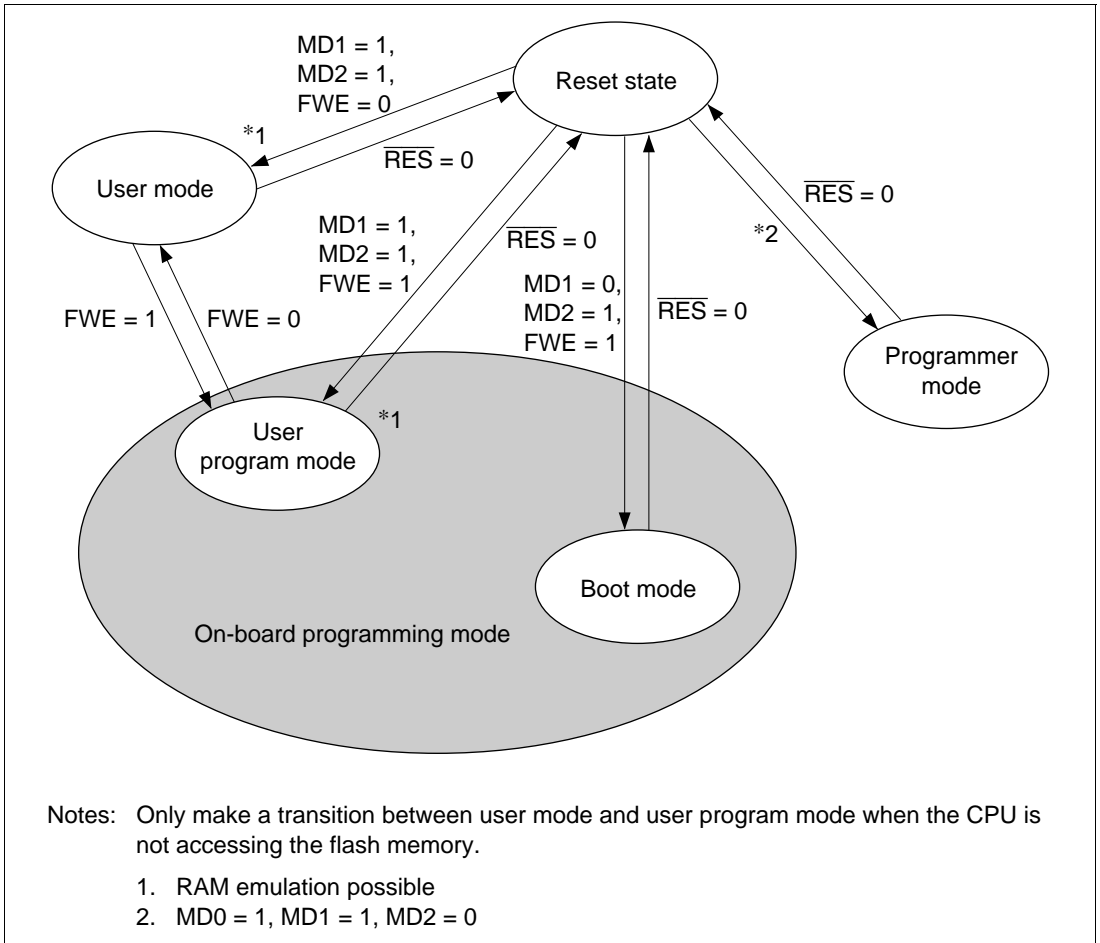 MD1 = 1,
MD2 = 1,
FWE = 0
Reset state
*1
RES = 0
User mode
RES = 0
*2
MD1 = 1,
MD2 = 1,
FWE = 1
RES = 0
MD1 = 0,
MD2 = 1,
FWE = 1
RES = 0
FWE = 1
FWE = 0
Programmer
mode
*1
User
program mode
Boot mode
On-board programming mode
Notes: Only make a transition between user mode and user program mode when the CPU is
not accessing the flash memory.
1. RAM emulation possible
2. MD0 = 1, MD1 = 1, MD2 = 0